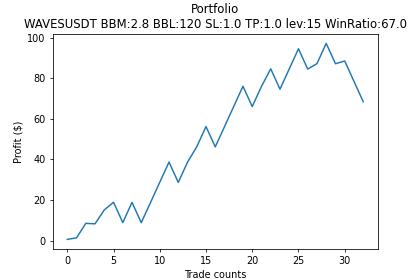 Portfolio
WAVESUSDT BBM:2.8 BBL:120 SL:1.0 TP:1.0 lev:15 WinRatio:67.0
100
80
60
40
20
0
Profit ($)
0 5 10 15 20 25 30
Trade counts